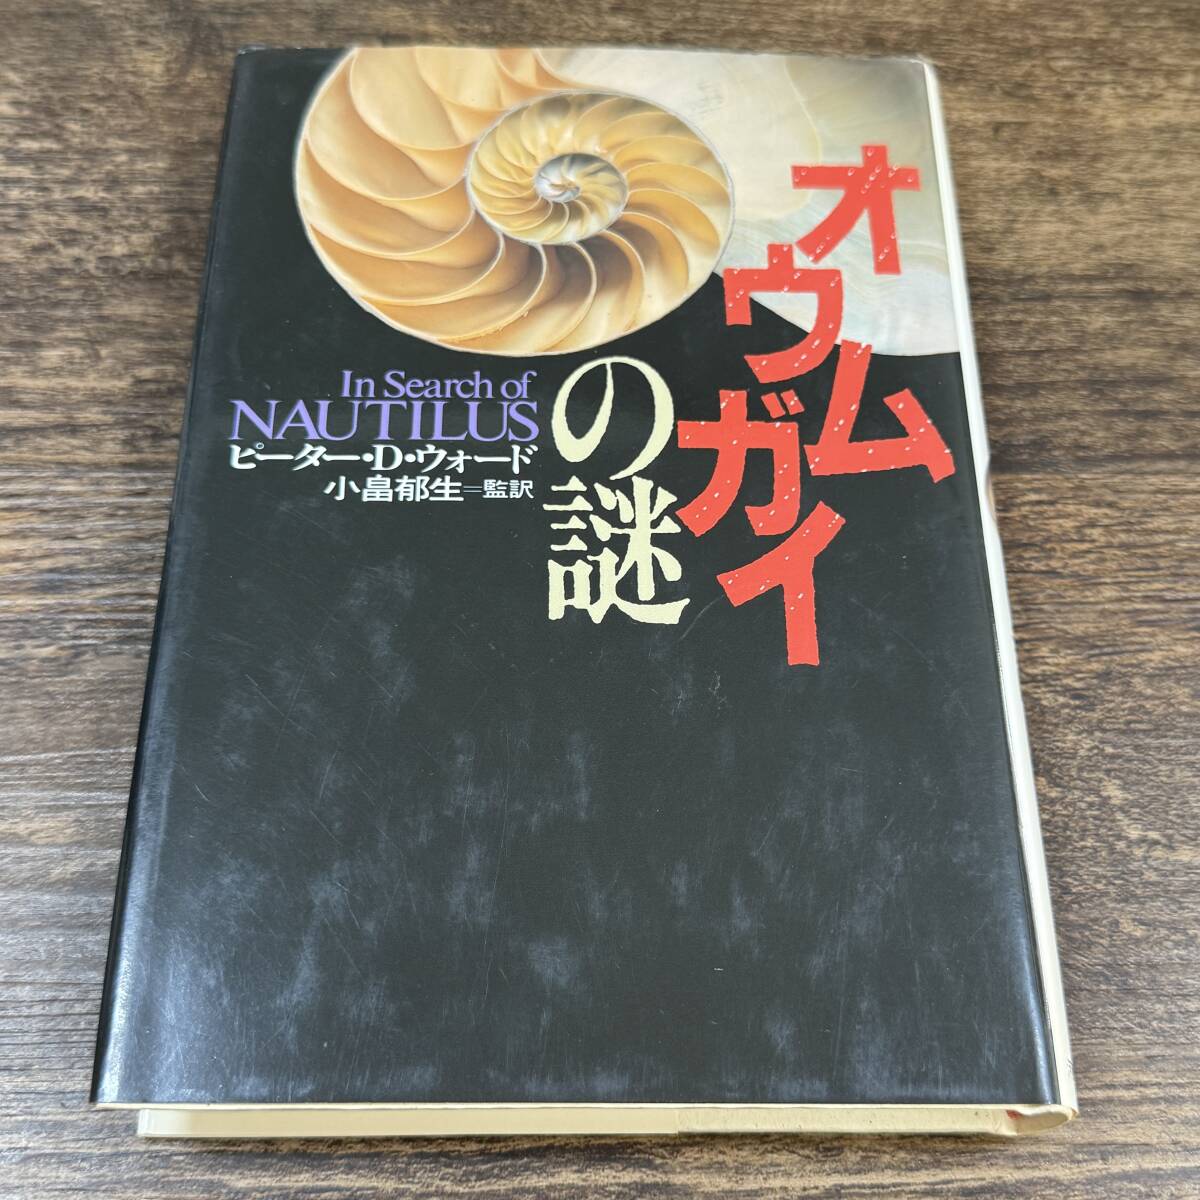 オウムガイ
の謎
In Search of
NAUTILUS
ピーター・D・ウォード
小畠郁生=監訳